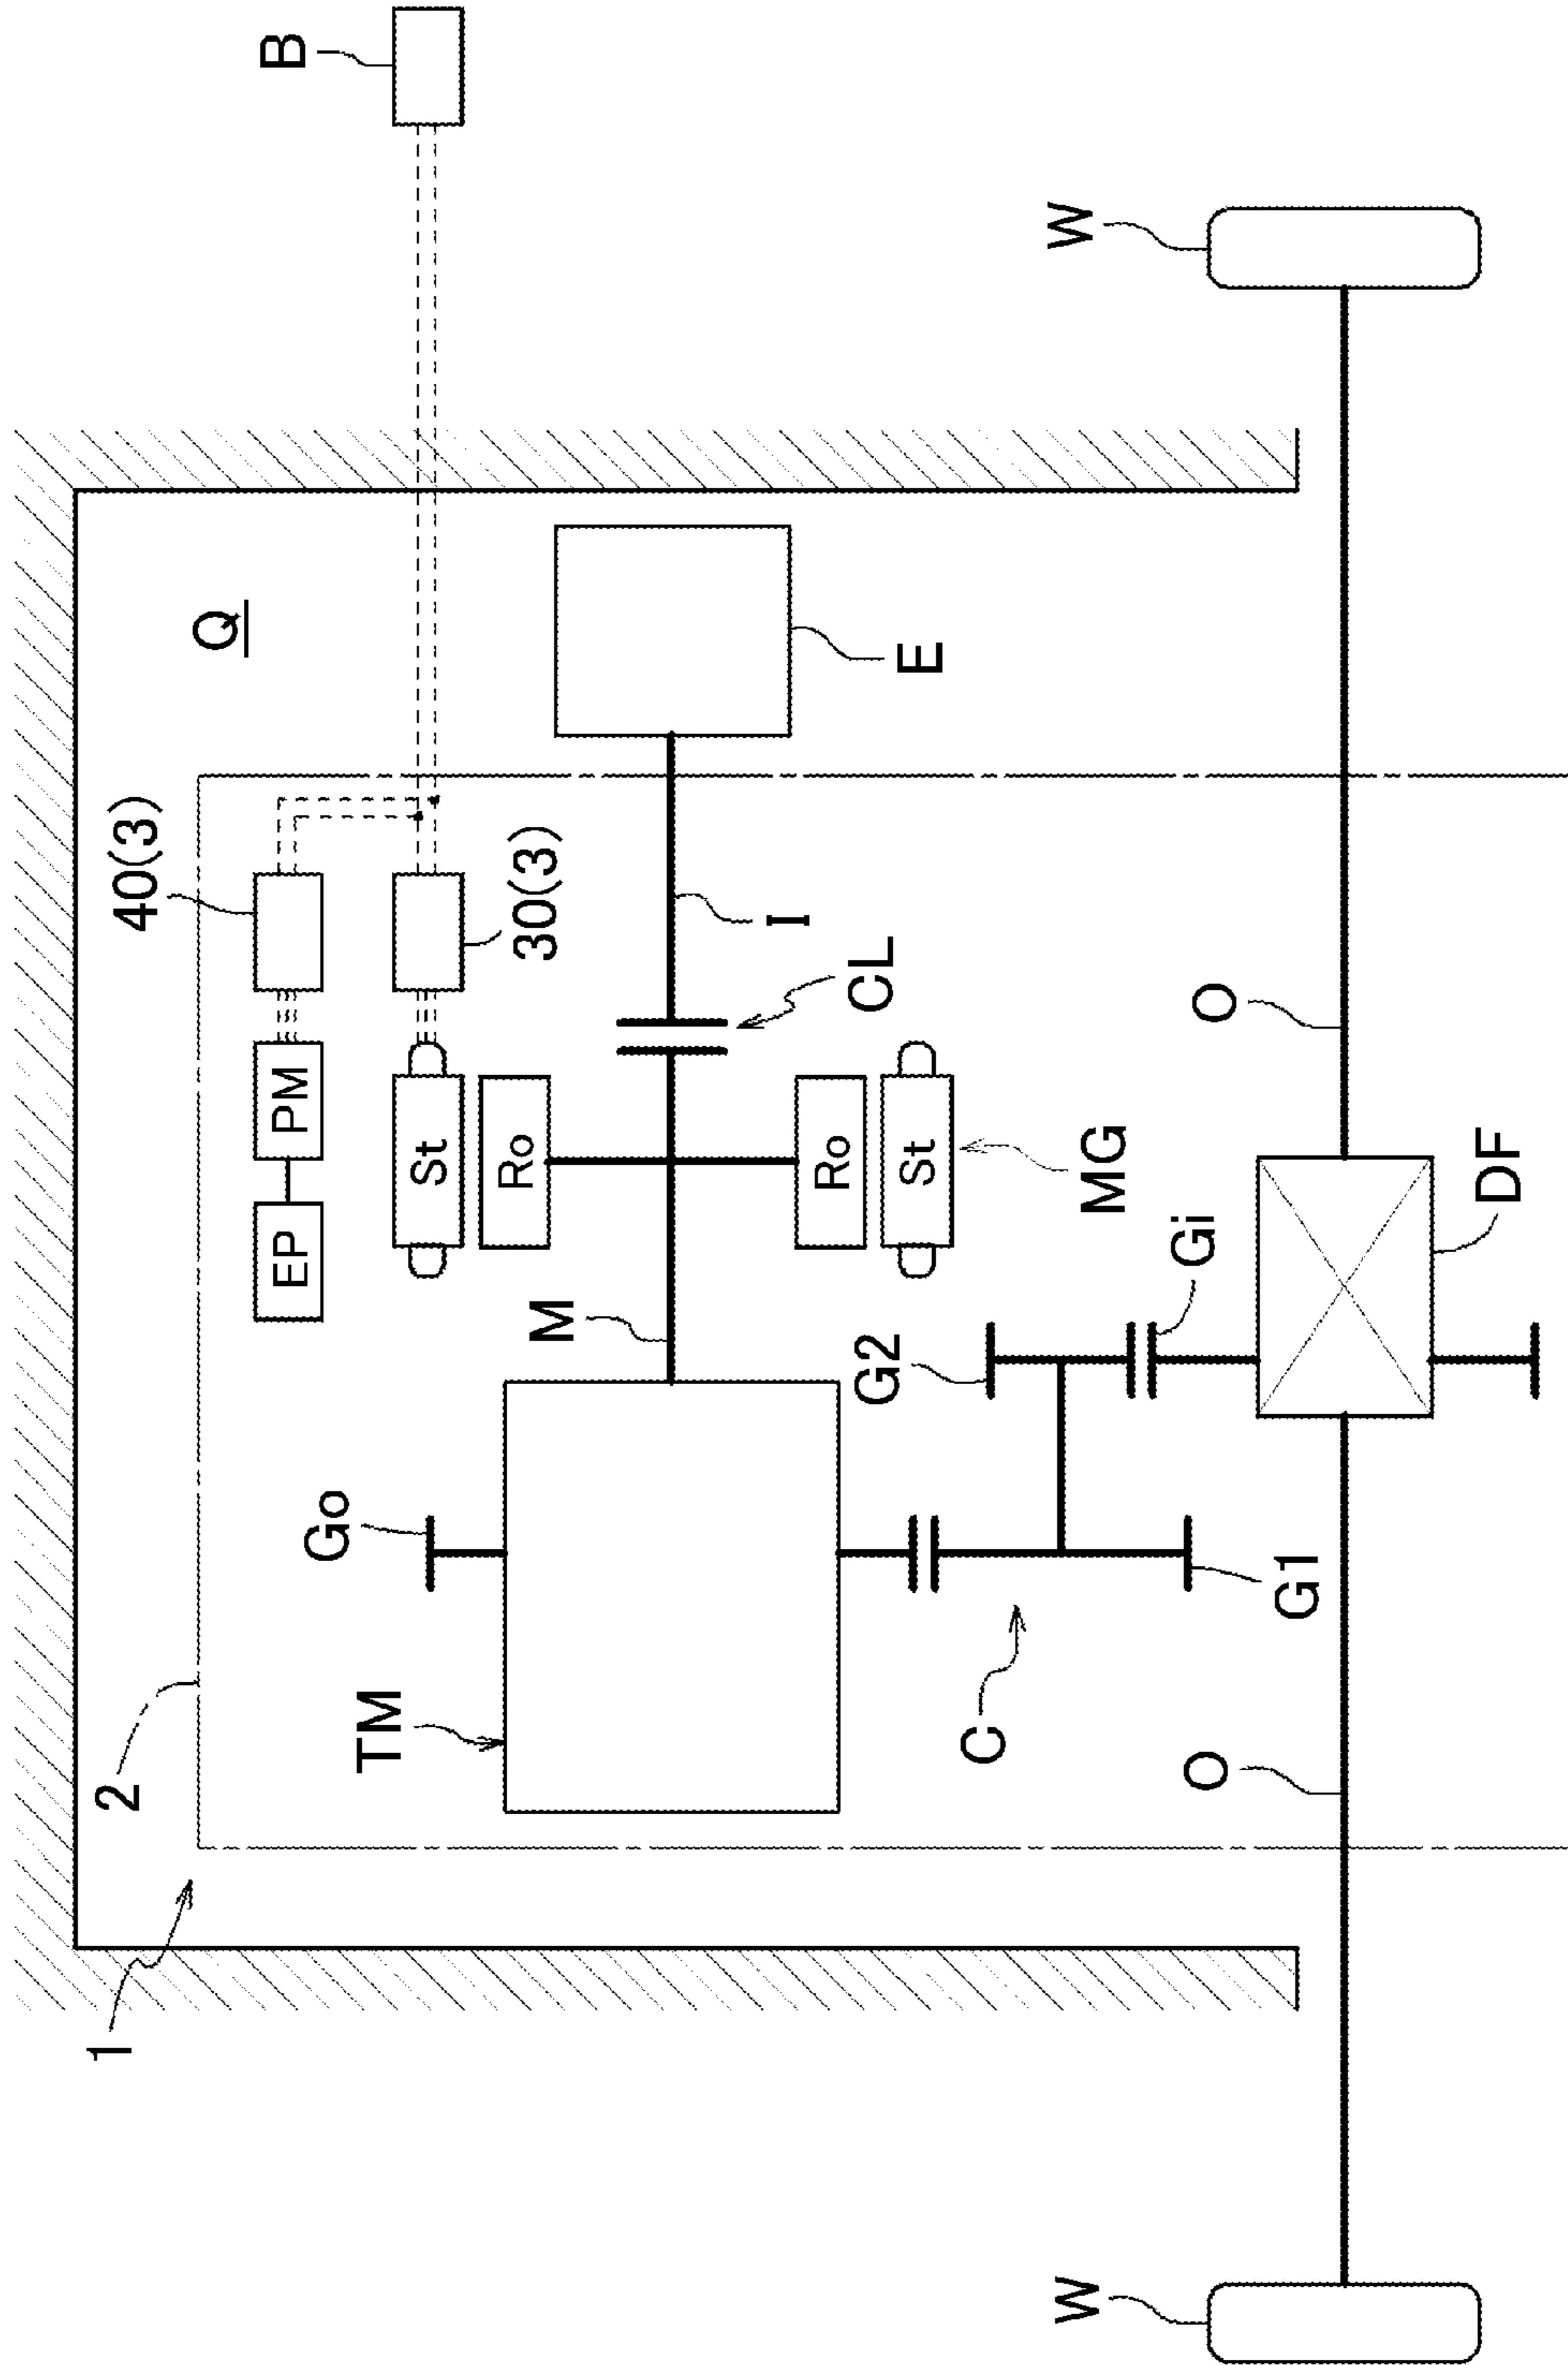 B
W
Q
E
40(3)
30(3)
I
CL
O
PM
EP
St
Ro
Ro
St
MG
DF
Gi
M
G2
Go
G1
TM
C
O
2
1
W